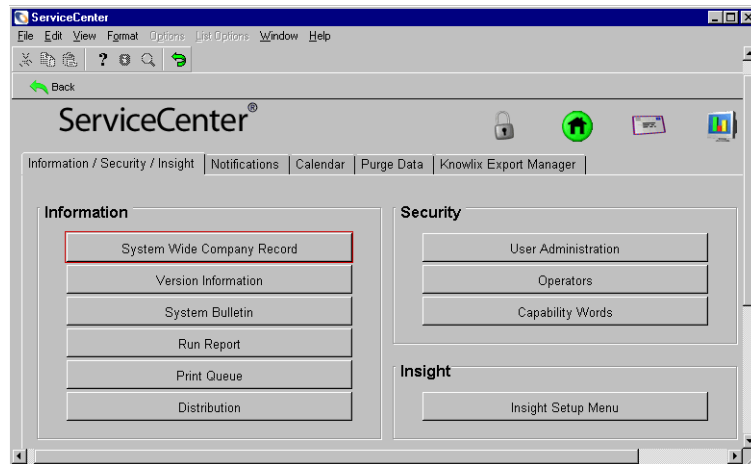 ServiceCenter
File Edit View Format Options List Options Window Help
Back
ServiceCenter®
Information / Security / Insight Notifications Calendar Purge Data Knowlix Export Manager
Information
System Wide Company Record
Version Information
System Bulletin
Run Report
Print Queue
Distribution
Security
User Administration
Operators
Capability Words
Insight
Insight Setup Menu